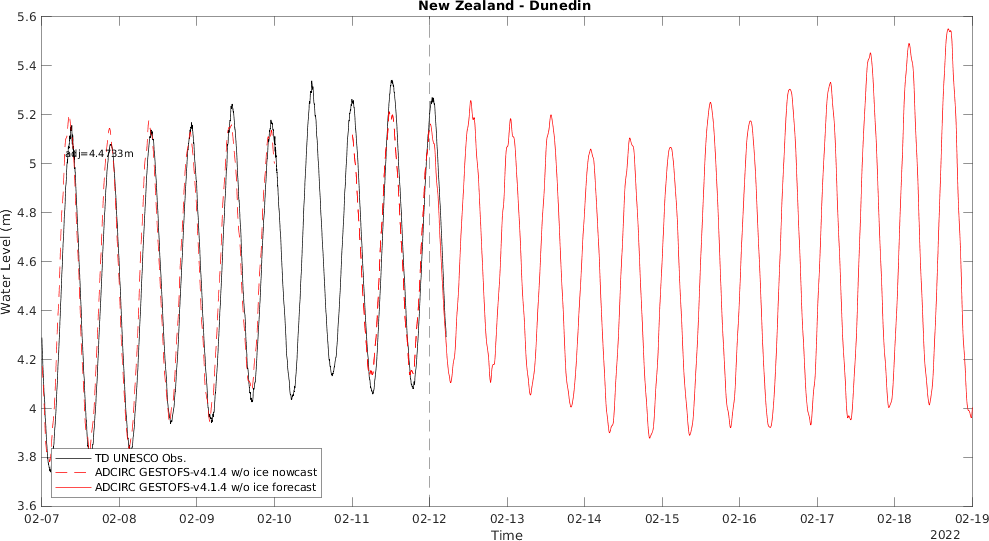 New Zealand - Dunedin
5.6
5.4
5.2
5
4.8
4.6
4.4
4.2
4
3.8
3.6
Water Level (m)
adj=4.4733m
TD UNESCO Obs.
ADCIRC GESTOFS-v4.1.4 w/o ice nowcast
ADCIRC GESTOFS-v4.1.4 w/o ice forecast
02-07 02-08 02-09 02-10 02-11 02-12 02-13 02-14 02-15 02-16 02-17 02-18 02-19
Time
2022